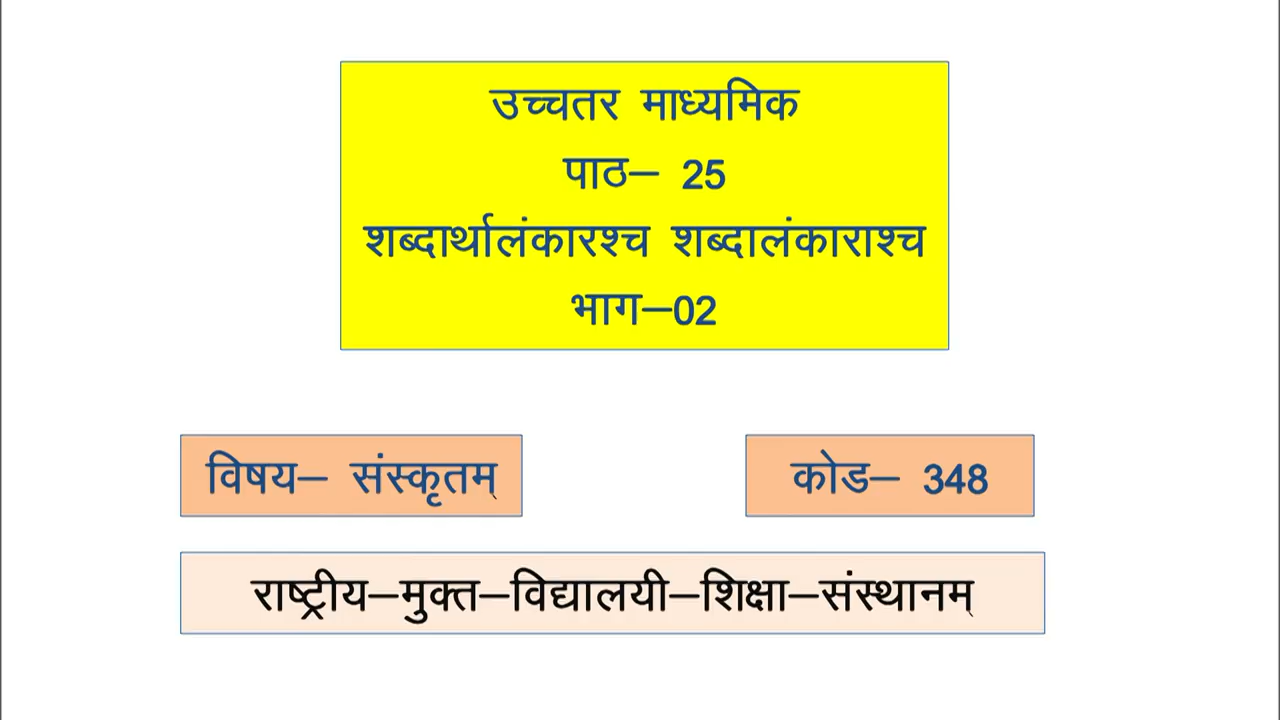 उच्चतर माध्यमिक
पाठ– 25
शब्दार्थालंकारश्च शब्दालंकाराश्च
भाग–02
विषय– संस्कृतम्
कोड– 348
राष्ट्रीय–मुक्त–विद्यालयी–शिक्षा–संस्थानम्